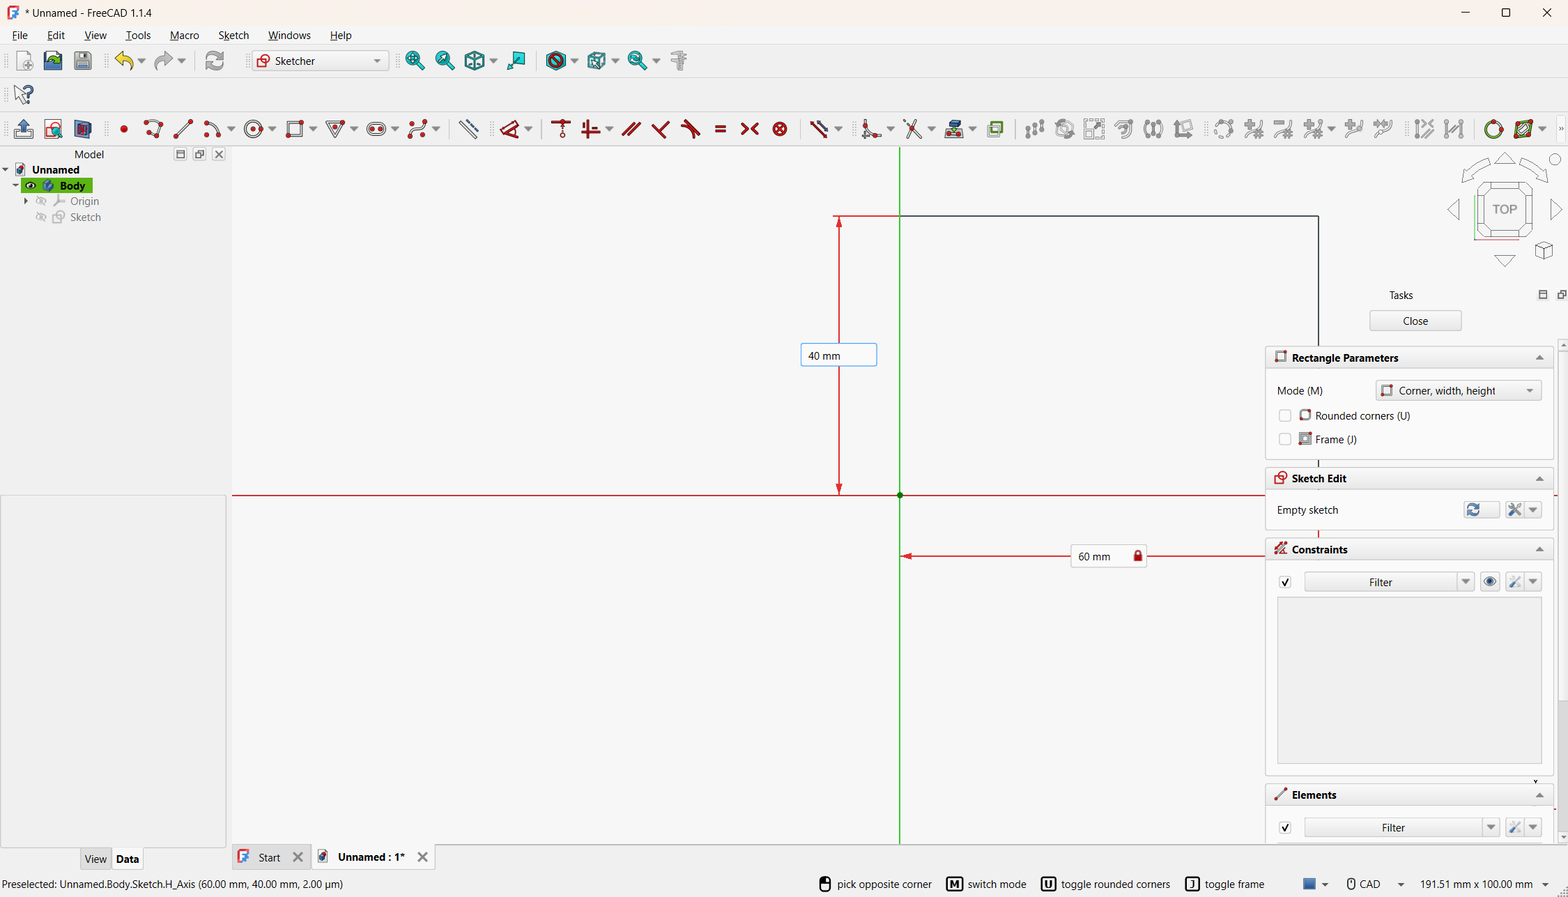 * Unnamed - FreeCAD 1.1.4
File Edit View Tools Macro Sketch Windows Help
Sketcher
Model
Unnamed
Body
Origin
Sketch
TOP
Tasks
Close
40 mm
60 mm
Rectangle Parameters
Mode (M) Corner, width, height
Rounded corners (U)
Frame (J)
Sketch Edit
Empty sketch
Constraints
Filter
Elements
Filter
View Data
Start Unnamed : 1*
Preselected: Unnamed.Body.Sketch.H_Axis (60.00 mm, 40.00 mm, 2.00 μm) pick opposite corner M switch mode U toggle rounded corners J toggle frame CAD 191.51 mm x 100.00 mm